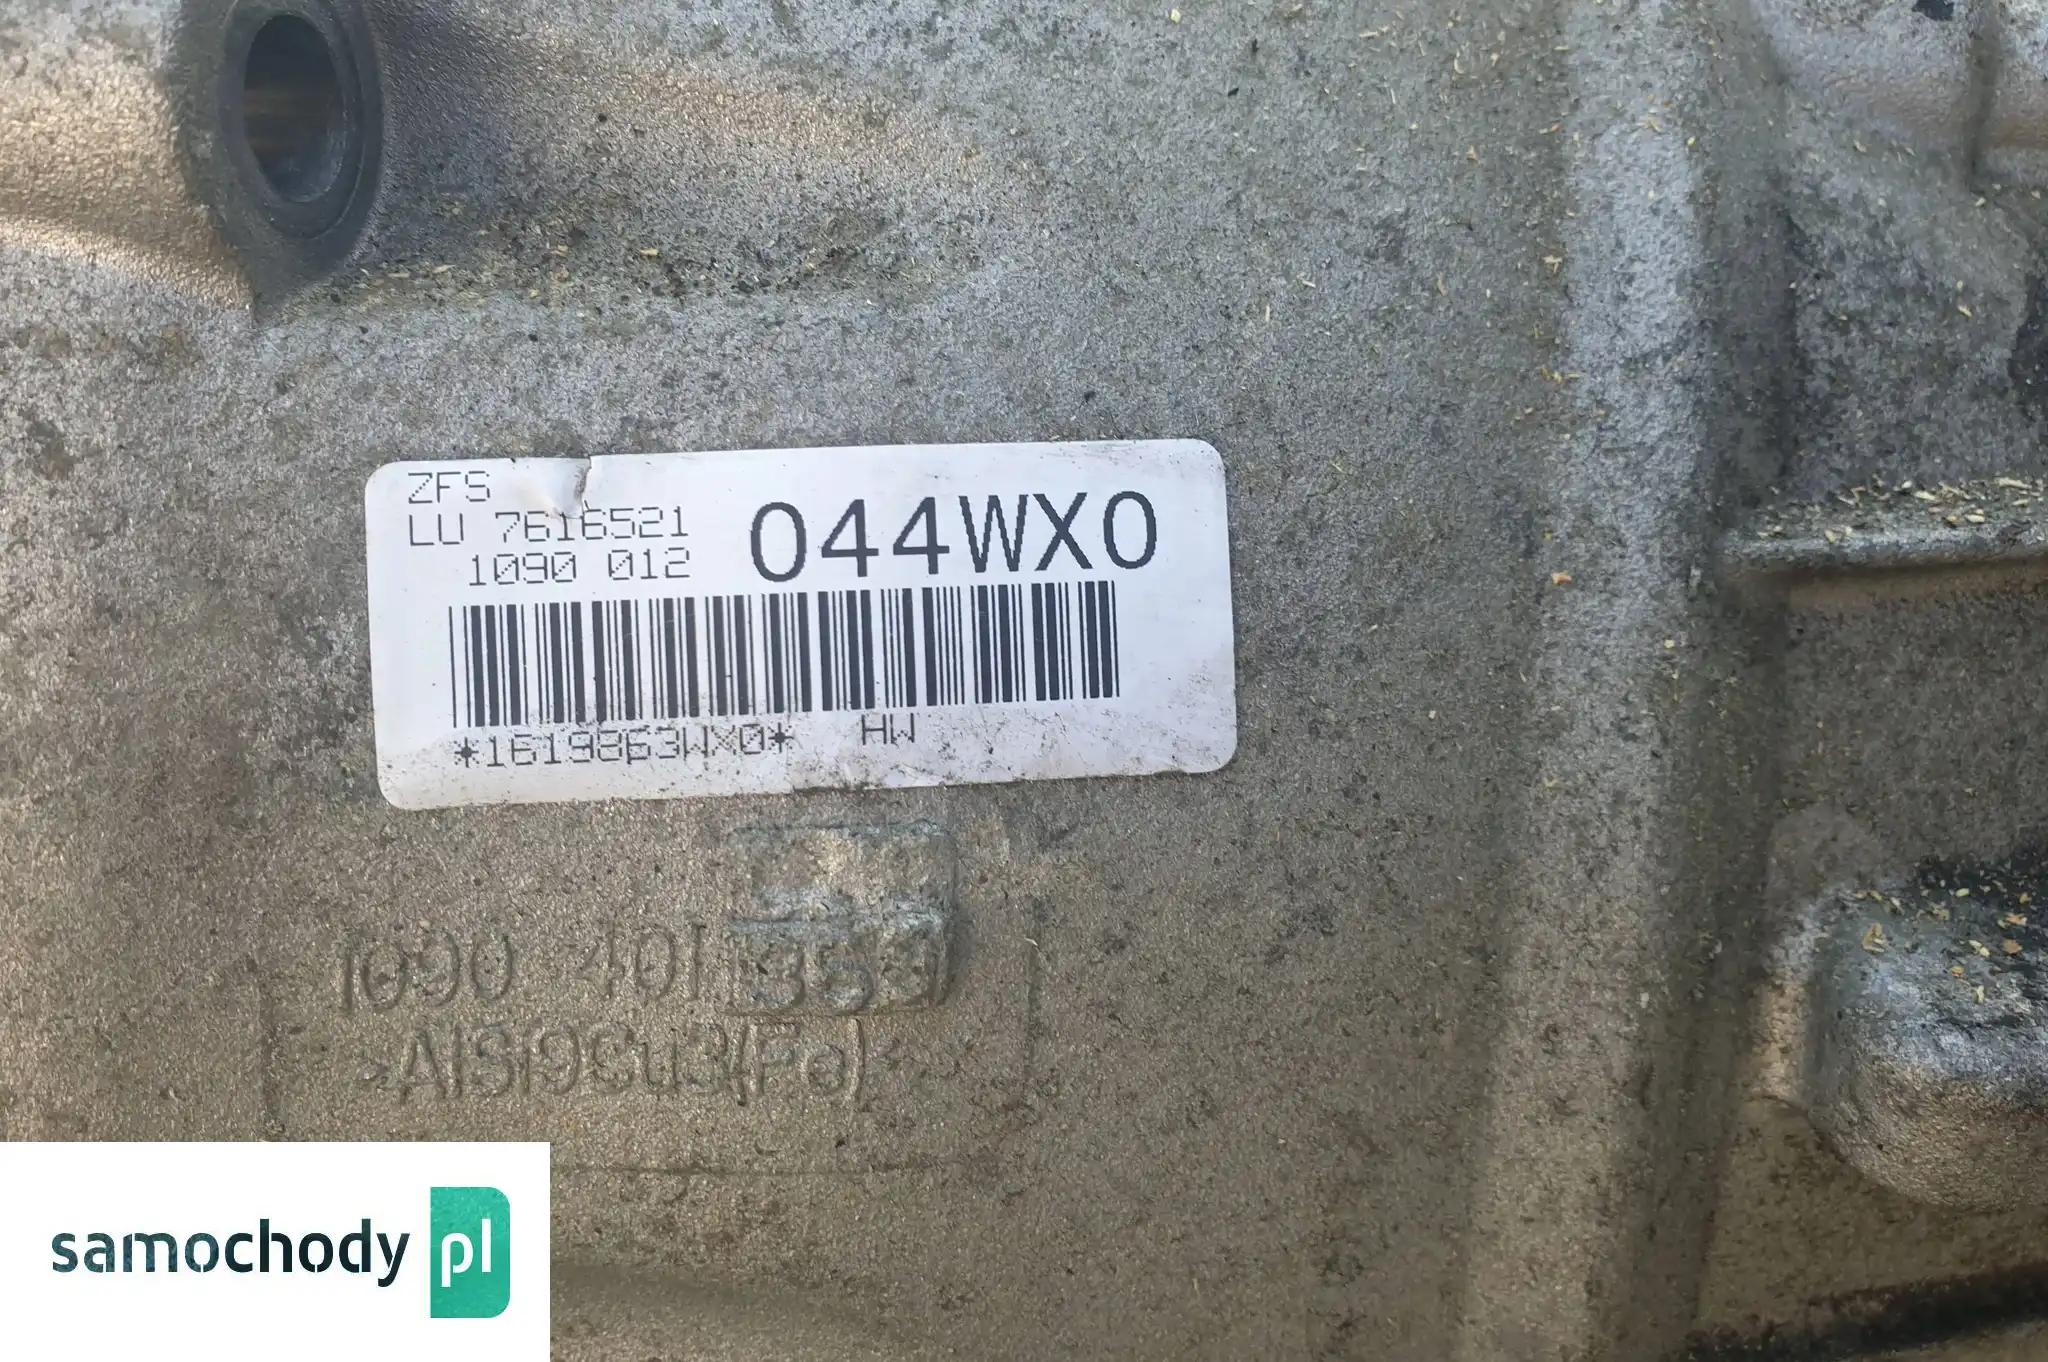 ZFS
LU 7616521
044WX0
1090 012
*1619863WX0* HW
1090 401
AlSi9Cu3(Fe)
samochody pl